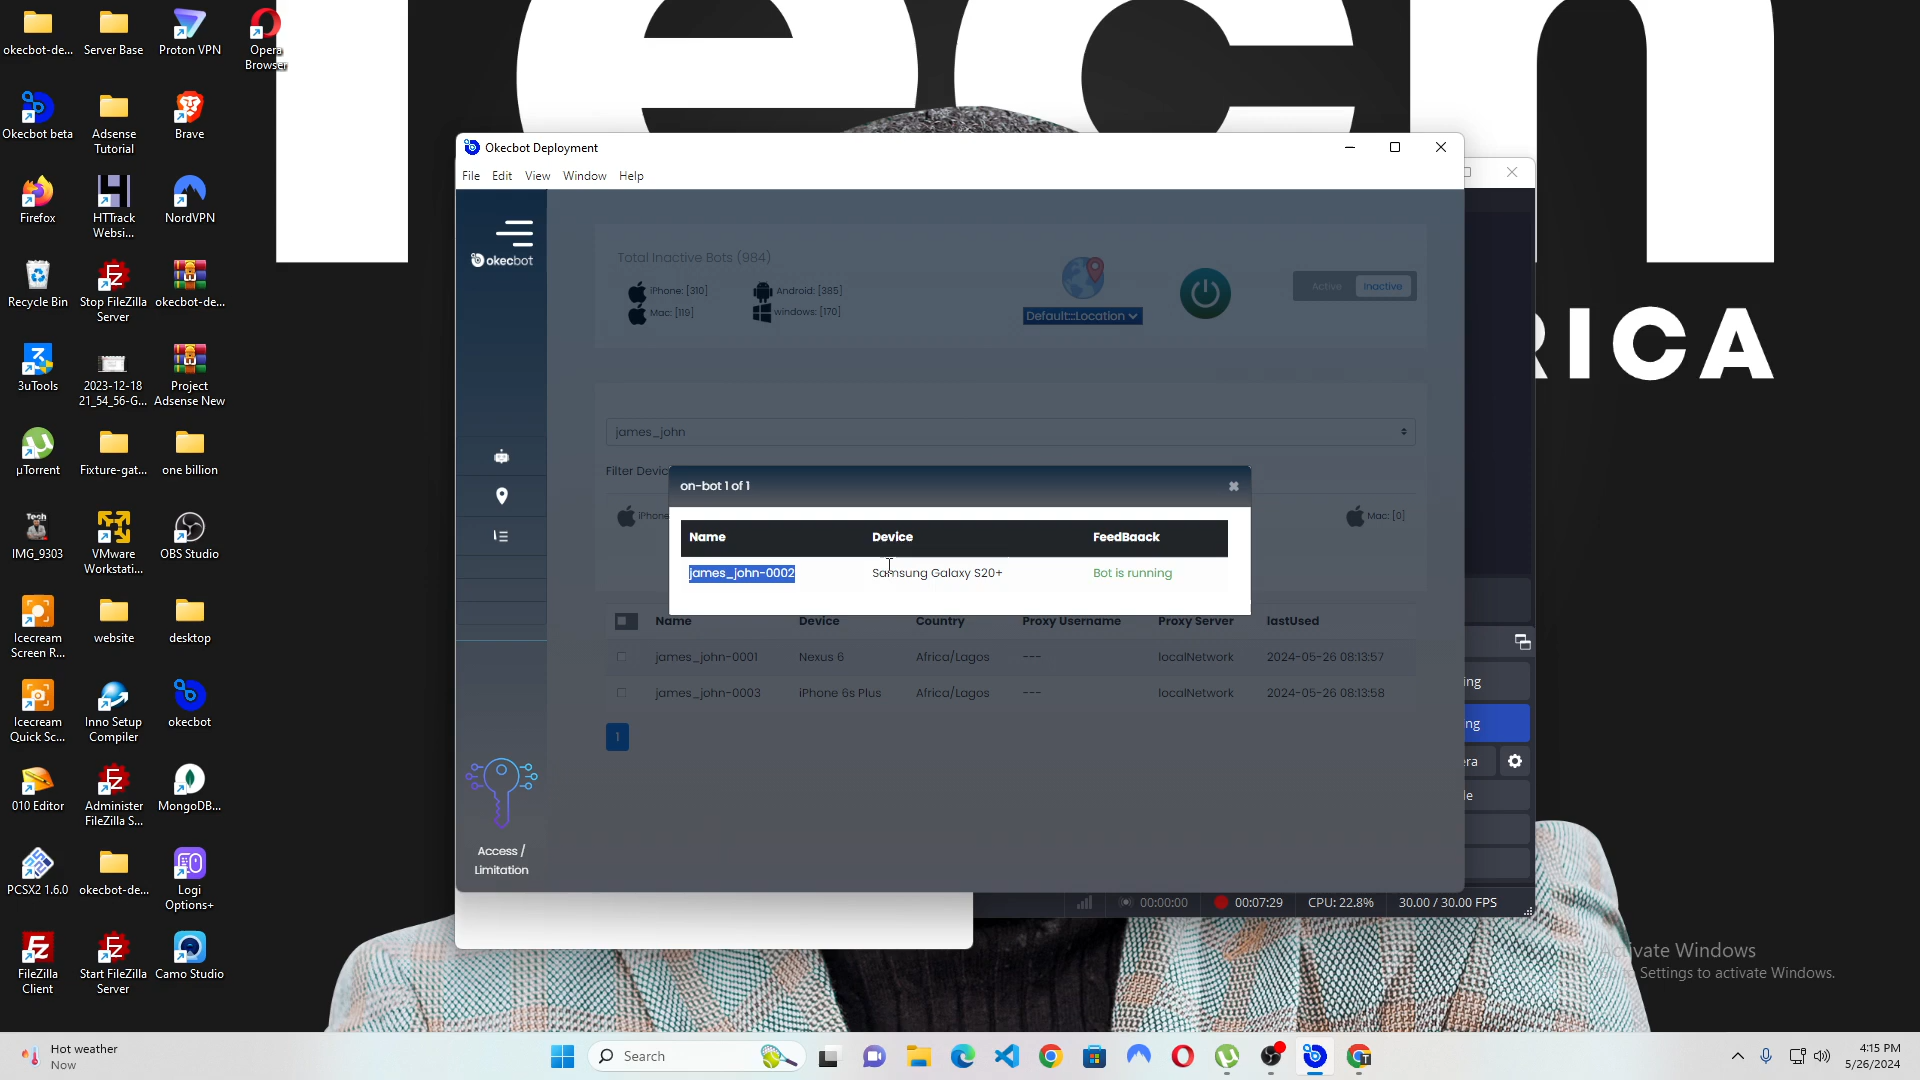 Tech
RICA
okecbot-de...
Server Base
Proton VPN
Opera
Browser
Okecbot beta
Adsense
Tutorial
Brave
Firefox
HTTrack
Websi...
NordVPN
Recycle Bin
Stop FileZilla
Server
okecbot-de...
3uTools
2023-12-18
21_54_56-G...
Project
Adsense New
µTorrent
Fixture-gat...
one billion
IMG_9303
VMware
Workstati...
OBS Studio
Icecream
Screen R...
website
desktop
Icecream
Quick Sc...
Inno Setup
Compiler
okecbot
010 Editor
Administer
FileZilla S...
MongoDB...
PCSX2 1.6.0
okecbot-de...
Logi
Options+
FileZilla
Client
Start FileZilla
Server
Camo Studio
Okecbot Deployment
File Edit View Window Help
okecbot
Total Inactive Bots (984)
iPhone: [310]
Android: [385]
Mac: [119]
windows: [170]
Default:::Location
Active Inactive
james_john
Filter Devic
iPhone
Mac: [0]
on-bot 1 of 1
Name Device FeedBaack
james_john-0002 Samsung Galaxy S20+ Bot is running
Name Device Country Proxy Username Proxy Server lastUsed
james_john-0001 Nexus 6 Africa/Lagos --- localNetwork 2024-05-26 08:13:57
james_john-0003 iPhone 6s Plus Africa/Lagos --- localNetwork 2024-05-26 08:13:58
1
Access /
Limitation
ing
ng
era
le
00:00:00 00:07:29 CPU: 22.8% 30.00 / 30.00 FPS
ivate Windows
Settings to activate Windows.
Hot weather
Now
Search
4:15 PM
5/26/2024